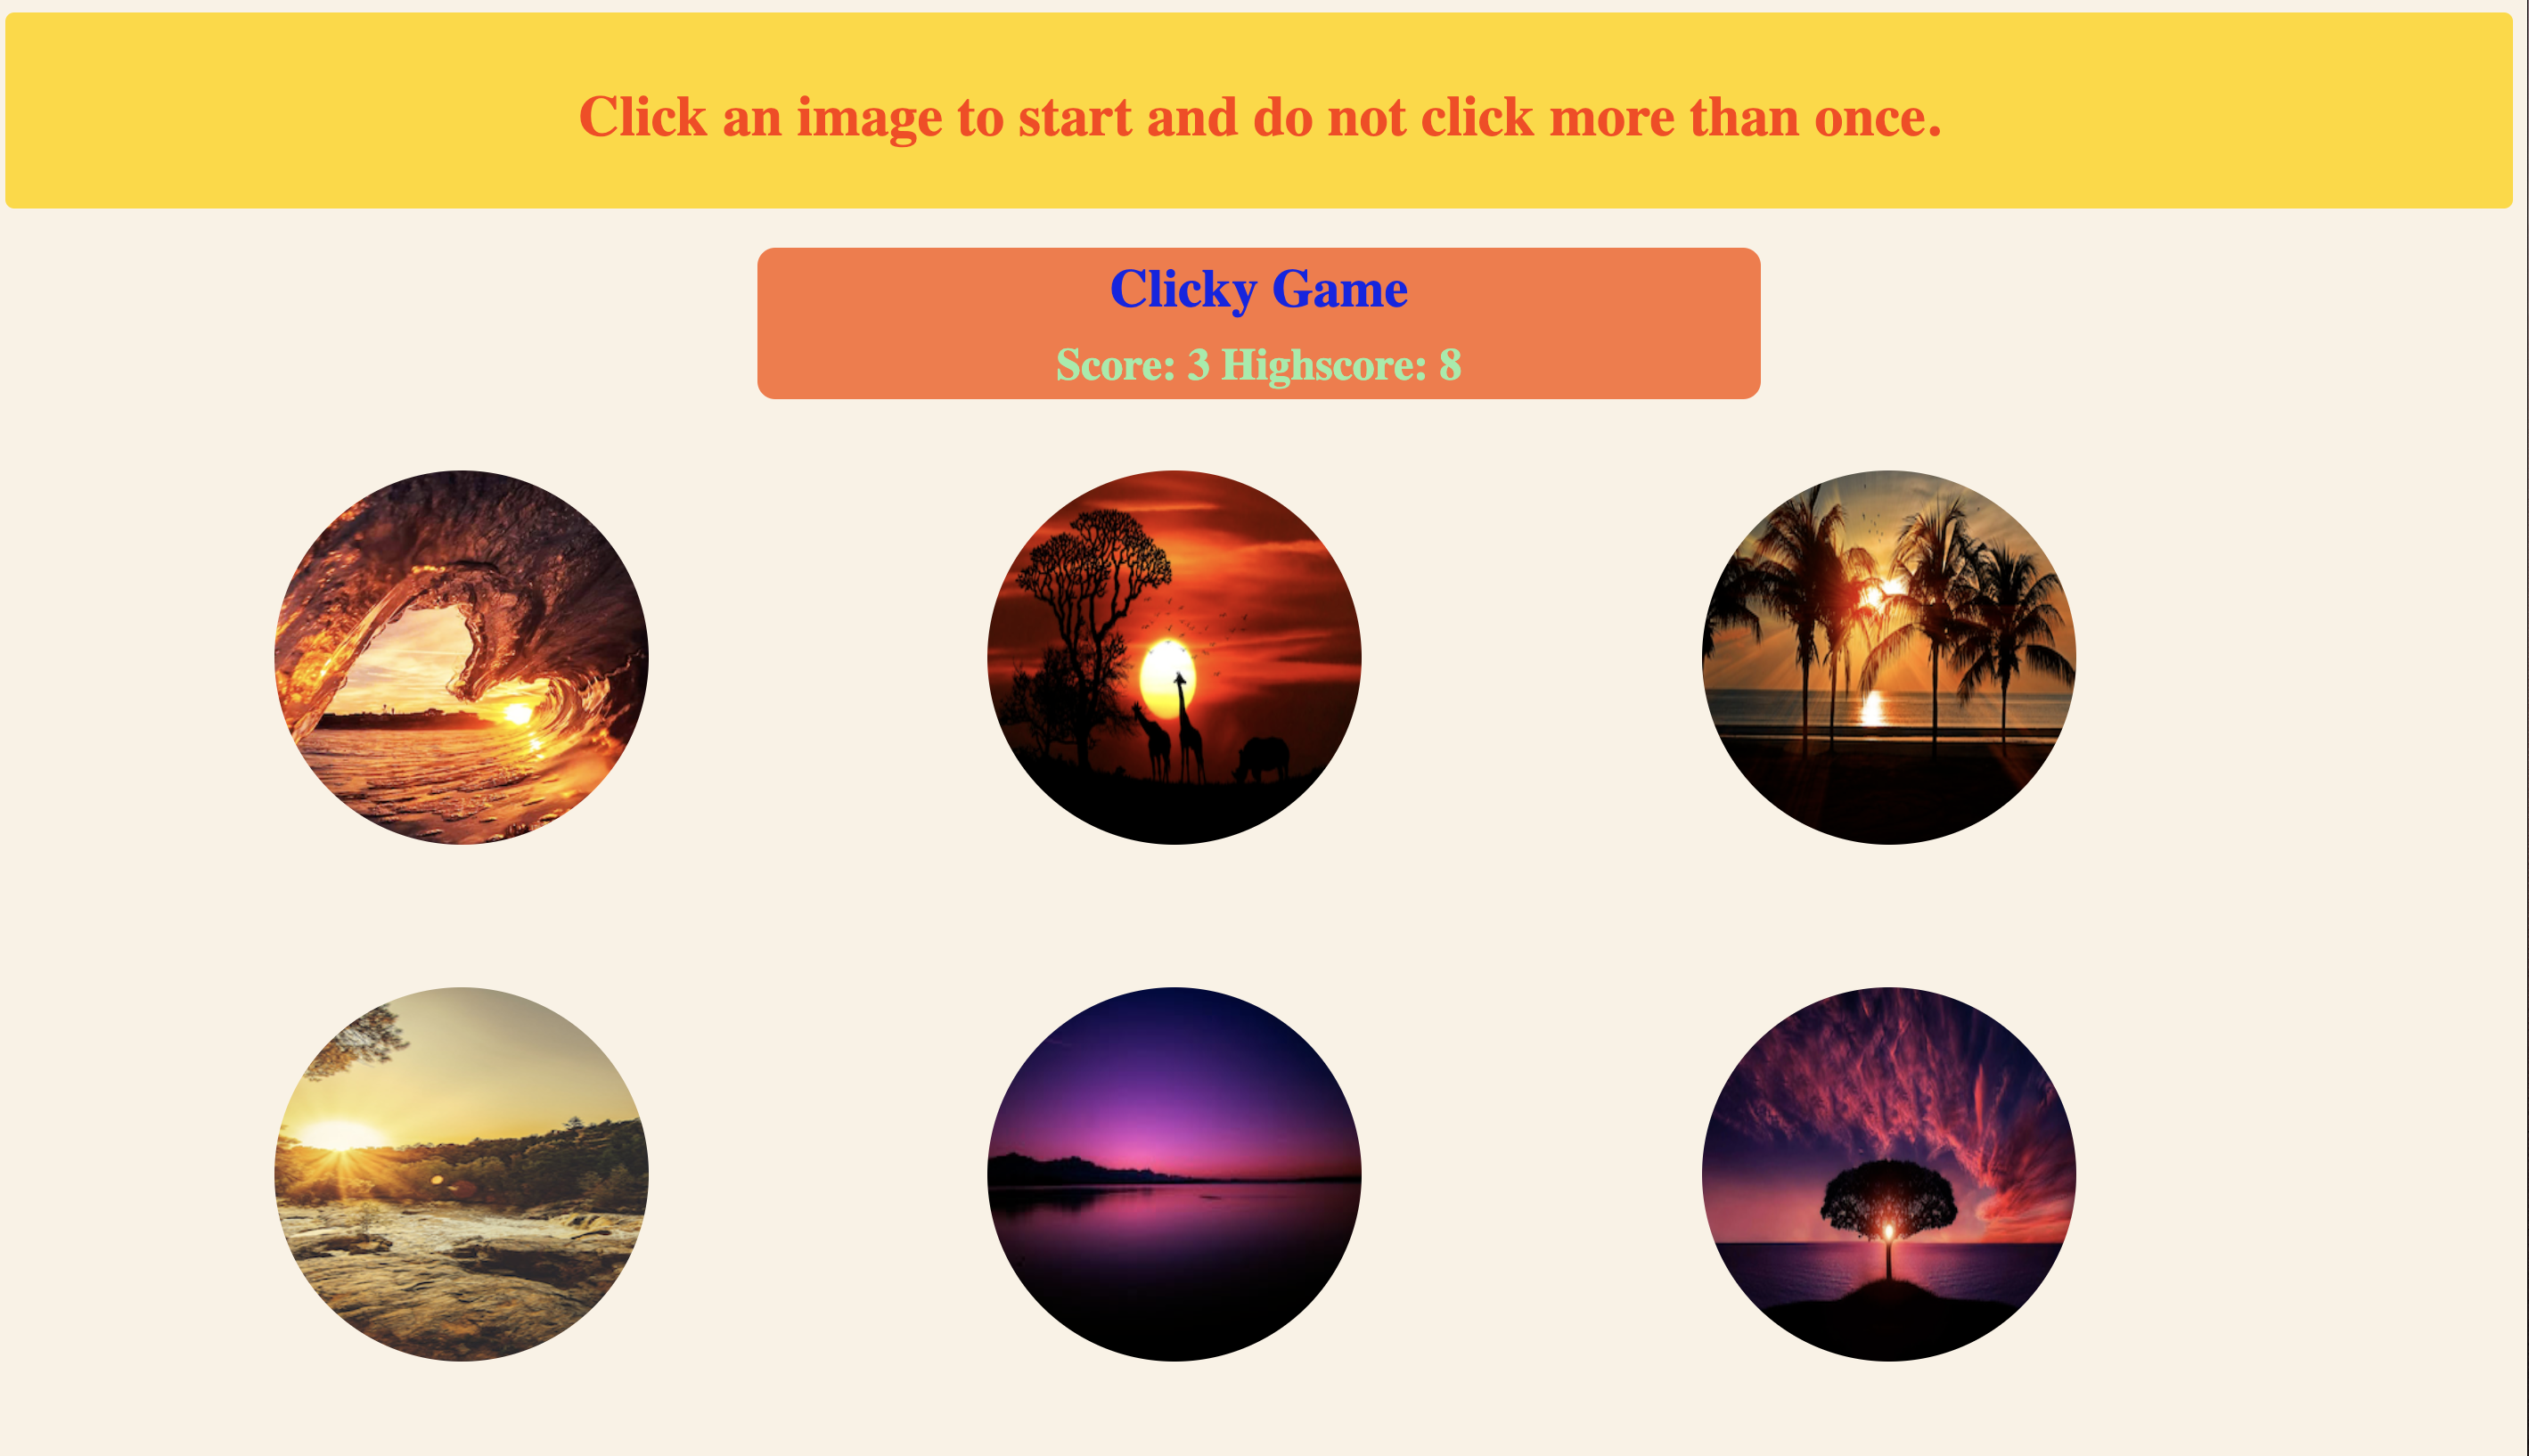 Click an image to start and do not click more than once.
Clicky Game
Score: 3 Highscore: 8